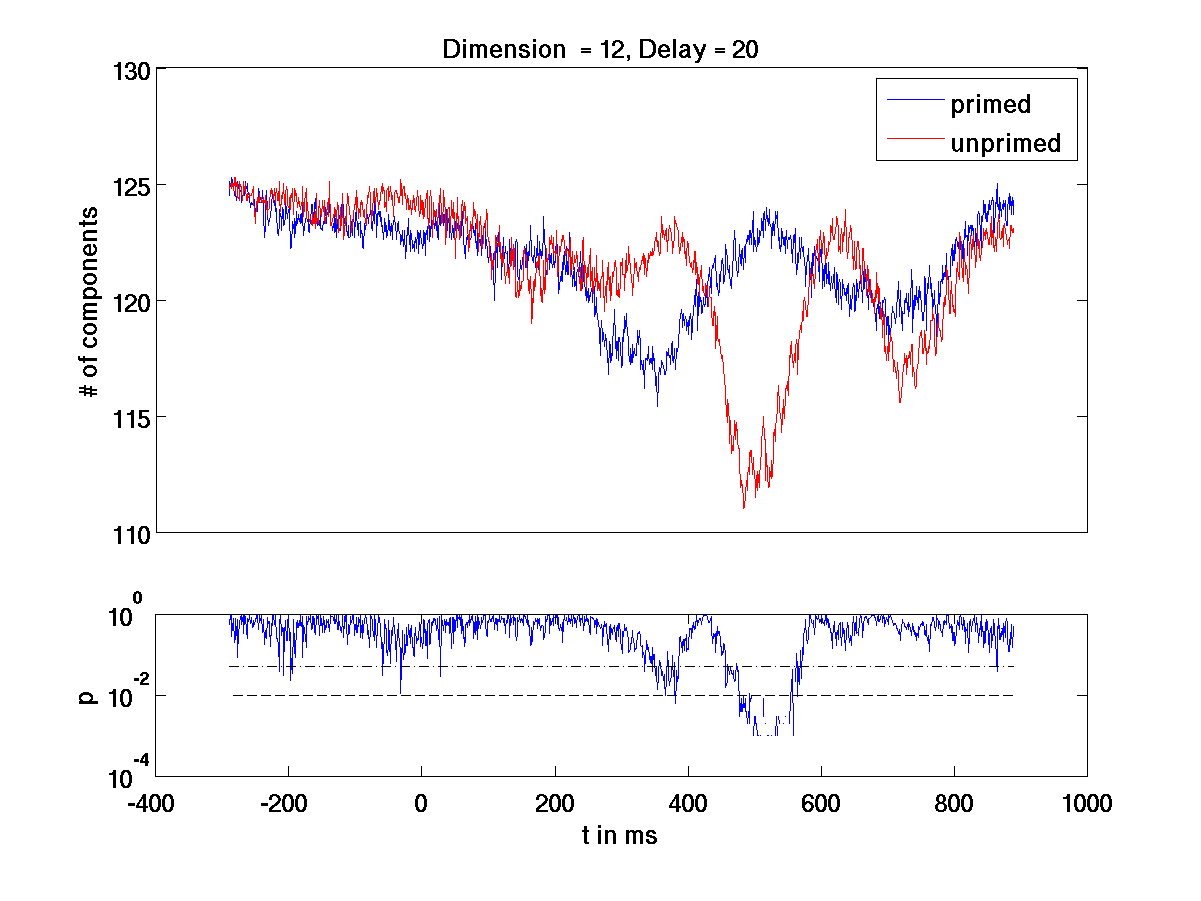 Dimension = 12, Delay = 20
130
125
120
115
110
# of components
primed
unprimed
10^0
10^-2
10^-4
p
-400 -200 0 200 400 600 800 1000
t in ms